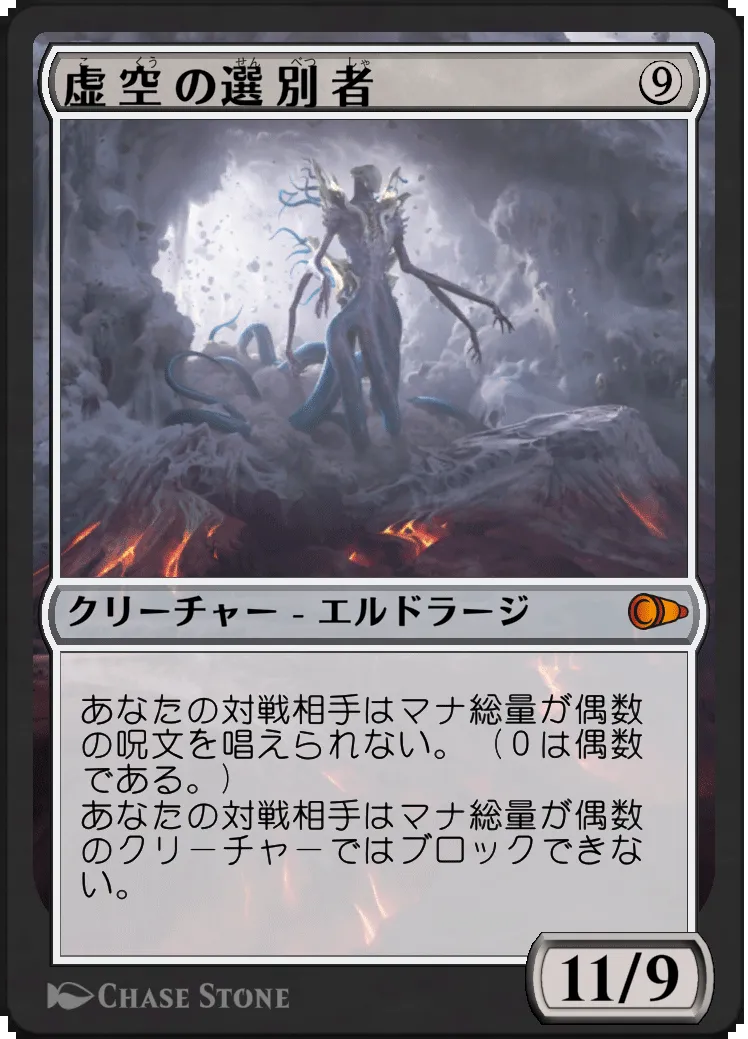 虚空の選別者 9
クリーチャー - エルドラージ
あなたの対戦相手はマナ総量が偶数
の呪文を唱えられない。（０は偶数
である。）
あなたの対戦相手はマナ総量が偶数
のクリーチャーではブロックできな
い。
11/9
CHASE STONE